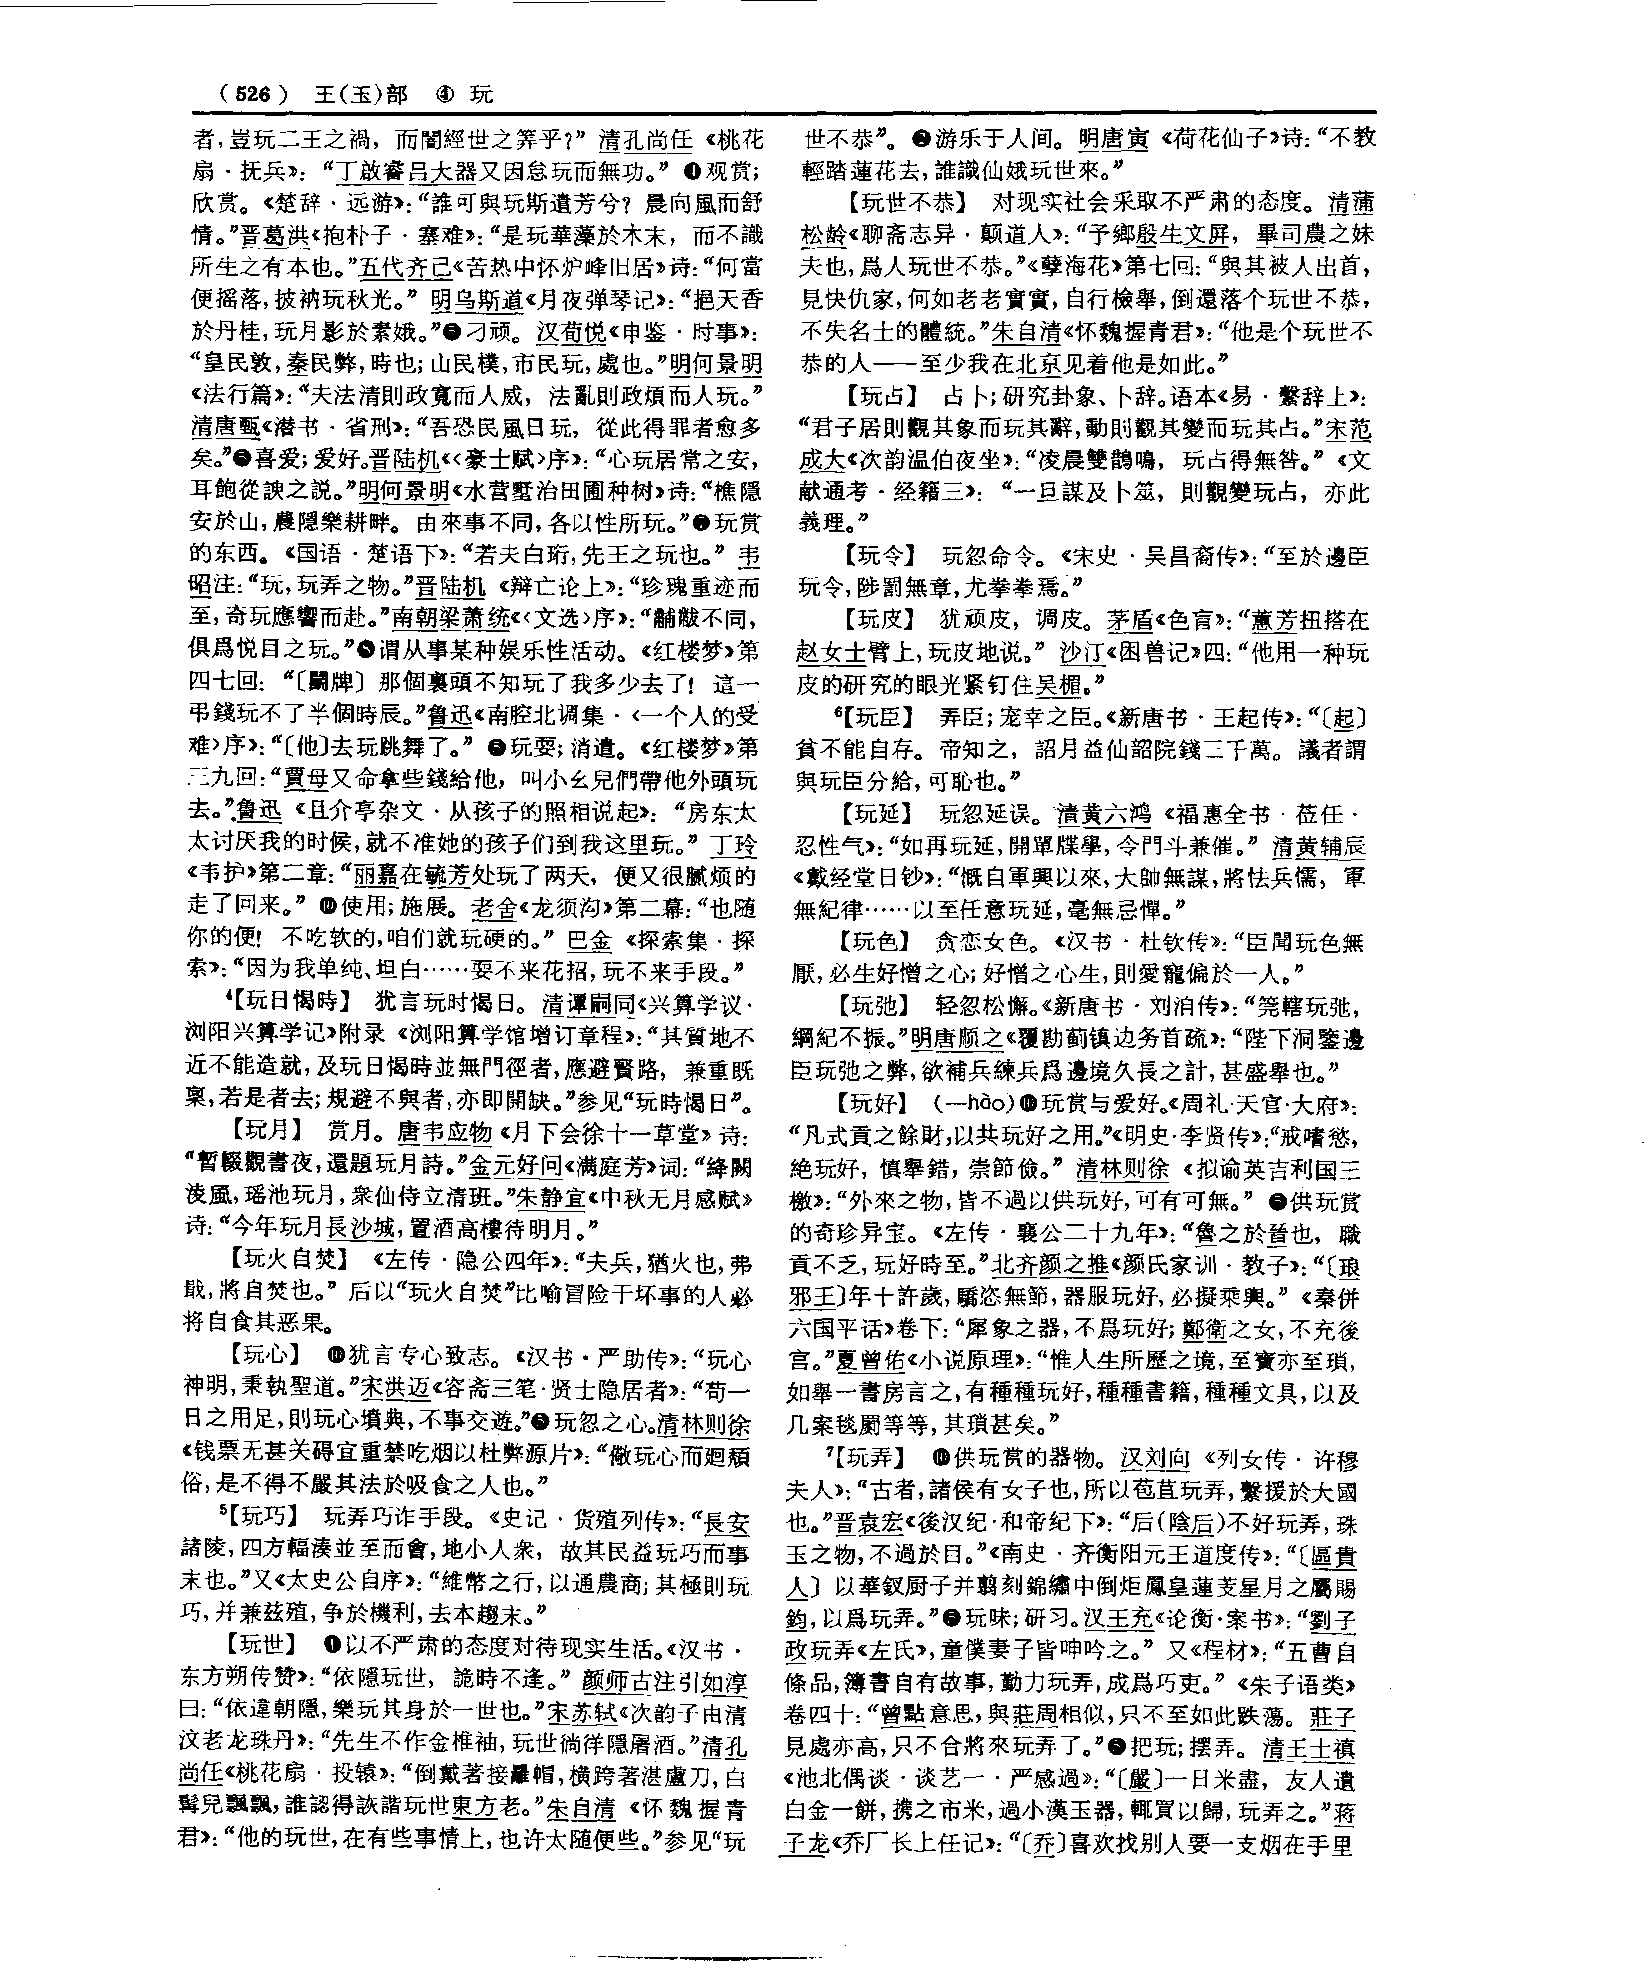 （526） 王(玉)部 ④ 玩
者，豈玩二王之禍，而闇經世之筭乎？”清孔尚任《桃花
扇·抚兵》：“丁啟睿吕大器又因怠玩而無功。”❹观赏；
欣赏。《楚辞·远游》：“誰可與玩斯遺芳兮？晨向風而舒
情。”晋葛洪《抱朴子·塞难》：“是玩華藻於木末，而不識
所生之有本也。”五代齐己《苦热中怀炉峰旧居》诗：“何當
便摇落，披衲玩秋光。”明乌斯道《月夜弹琴记》：“挹天香
於丹桂，玩月影於素娥。”❺刁顽。汉荀悦《申鉴·时事》：
“皇民敦，秦民弊，時也；山民樸，市民玩，處也。”明何景明
《法行篇》：“夫法清則政寬而人威，法亂則政煩而人玩。”
清唐甄《潜书·省刑》：“吾恐民風日玩，從此得罪者愈多
矣。”❻喜爱；爱好。晋陆机《〈豪士赋〉序》：“心玩居常之安，
耳飽從諛之説。”明何景明《水营墅治田圃种树》诗：“樵隱
安於山，農隱樂耕畔。由來事不同，各以性所玩。”❼玩赏
的东西。《国语·楚语下》：“若夫白珩，先王之玩也。”韦
昭注：“玩，玩弄之物。”晋陆机《辩亡论上》：“珍瑰重迹而
至，奇玩應響而赴。”南朝梁萧统《〈文选〉序》：“黼黻不同，
俱爲悦目之玩。”❽谓从事某种娱乐性活动。《红楼梦》第
四七回：“〔鬭牌〕那個裏頭不知玩了我多少去了！這一
弔錢玩不了半個時辰。”鲁迅《南腔北调集·〈一个人的受
难〉序》：“〔他〕去玩跳舞了。”❾玩耍；消遣。《红楼梦》第
三九回：“賈母又命拿些錢給他，叫小幺兒們帶他外頭玩
去。”鲁迅《且介亭杂文·从孩子的照相说起》：“房东太
太讨厌我的时候，就不准她的孩子们到我这里玩。”丁玲
《韦护》第二章：“丽嘉在毓芳处玩了两天，便又很腻烦的
走了回来。”❿使用；施展。老舍《龙须沟》第二幕：“也随
你的便！不吃软的，咱们就玩硬的。”巴金《探索集·探
索》：“因为我单纯、坦白……耍不来花招，玩不来手段。”
⁴【玩日愒時】 犹言玩时愒日。清谭嗣同《兴算学议·
浏阳兴算学记》附录《浏阳算学馆增订章程》：“其質地不
近不能造就，及玩日愒時並無門徑者，應避賢路，兼重既
稟，若是者去；規避不與者，亦即開缺。”参见“玩時愒日”。
【玩月】 赏月。唐韦应物《月下会徐十一草堂》诗：
“暫輟觀書夜，還題玩月詩。”金元好问《满庭芳》词：“絳闕
淩風，瑶池玩月，衆仙侍立清班。”朱静宜《中秋无月感赋》
诗：“今年玩月長沙城，置酒高樓待明月。”
【玩火自焚】 《左传·隐公四年》：“夫兵，猶火也，弗
戢，將自焚也。”后以“玩火自焚”比喻冒险干坏事的人必
将自食其恶果。
【玩心】 ❶犹言专心致志。《汉书·严助传》：“玩心
神明，秉執聖道。”宋洪迈《容斋三笔·贤士隐居者》：“苟一
日之用足，則玩心墳典，不事交遊。”❷玩忽之心。清林则徐
《钱票无甚关碍宜重禁吃烟以杜弊源片》：“儆玩心而廻頹
俗，是不得不嚴其法於吸食之人也。”
⁵【玩巧】 玩弄巧诈手段。《史记·货殖列传》：“長安
諸陵，四方輻湊並至而會，地小人衆，故其民益玩巧而事
末也。”又《太史公自序》：“維幣之行，以通農商；其極則玩
巧，并兼兹殖，争於機利，去本趨末。”
【玩世】 ❶以不严肃的态度对待现实生活。《汉书·
东方朔传赞》：“依隱玩世，詭時不逢。”颜师古注引如淳
曰：“依違朝隱，樂玩其身於一世也。”宋苏轼《次韵子由清
汶老龙珠丹》：“先生不作金椎袖，玩世徜徉隱屠酒。”清孔
尚任《桃花扇·投辕》：“倒戴著接䍦帽，横跨著湛盧刀，白
髯兒飄飄，誰認得詼諧玩世東方老。”朱自清《怀魏握青
君》：“他的玩世，在有些事情上，也许太随便些。”参见“玩
世不恭”。❷游乐于人间。明唐寅《荷花仙子》诗：“不教
輕踏蓮花去，誰識仙娥玩世來。”
【玩世不恭】 对现实社会采取不严肃的态度。清蒲
松龄《聊斋志异·颠道人》：“予鄉殷生文屏，畢司農之妹
夫也，爲人玩世不恭。”《孽海花》第七回：“與其被人出首，
見快仇家，何如老老實實，自行檢舉，倒還落个玩世不恭，
不失名士的體統。”朱自清《怀魏握青君》：“他是个玩世不
恭的人——至少我在北京见着他是如此。”
【玩占】 占卜；研究卦象、卜辞。语本《易·繫辞上》：
“君子居則觀其象而玩其辭，動則觀其變而玩其占。”宋范
成大《次韵温伯夜坐》：“凌晨雙鵲鳴，玩占得無咎。”《文
献通考·经籍三》：“一旦謀及卜筮，則觀變玩占，亦此
義理。”
【玩令】 玩忽命令。《宋史·吴昌裔传》：“至於邊臣
玩令，陟罰無章，尤拳拳焉。”
【玩皮】 犹顽皮，调皮。茅盾《色盲》：“蕙芳扭搭在
赵女士臂上，玩皮地说。”沙汀《困兽记》四：“他用一种玩
皮的研究的眼光紧钉住吴楣。”
⁶【玩臣】 弄臣；宠幸之臣。《新唐书·王起传》：“〔起〕
貧不能自存。帝知之，詔月益仙韶院錢三千萬。議者謂
與玩臣分給，可恥也。”
【玩延】 玩忽延误。清黄六鸿《福惠全书·莅任·
忍性气》：“如再玩延，開單牒學，令門斗兼催。”清黄辅辰
《戴经堂日钞》：“慨自軍興以來，大帥無謀，將怯兵懦，軍
無紀律……以至任意玩延，毫無忌憚。”
【玩色】 贪恋女色。《汉书·杜钦传》：“臣聞玩色無
厭，必生好憎之心；好憎之心生，則愛寵偏於一人。”
【玩弛】 轻忽松懈。《新唐书·刘洎传》：“筦轄玩弛，
綱紀不振。”明唐顺之《覆勘蓟镇边务首疏》：“陛下洞鑒邊
臣玩弛之弊，欲補兵練兵爲邊境久長之計，甚盛舉也。”
【玩好】 (—hào)❶玩赏与爱好。《周礼·天官·大府》：
“凡式貢之餘財，以共玩好之用。”《明史·李贤传》：“戒嗜慾，
絶玩好，慎舉錯，崇節儉。”清林则徐《拟谕英吉利国王
檄》：“外來之物，皆不過以供玩好，可有可無。”❷供玩赏
的奇珍异宝。《左传·襄公二十九年》：“魯之於晉也，職
貢不乏，玩好時至。”北齐颜之推《颜氏家训·教子》：“〔琅
邪王〕年十許歲，驕恣無節，器服玩好，必擬乘輿。”《秦併
六国平话》卷下：“犀象之器，不爲玩好；鄭衛之女，不充後
宫。”夏曾佑《小说原理》：“惟人生所歷之境，至實亦至瑣，
如舉一書房言之，有種種玩好，種種書籍，種種文具，以及
几案毯罽等等，其瑣甚矣。”
⁷【玩弄】 ❶供玩赏的器物。汉刘向《列女传·许穆
夫人》：“古者，諸侯有女子也，所以苞苴玩弄，繫援於大國
也。”晋袁宏《後汉纪·和帝纪下》：“后(陰后)不好玩弄，珠
玉之物，不過於目。”《南史·齐衡阳元王道度传》：“〔區貴
人〕以華釵厨子并翦刻錦繡中倒炬鳳皇蓮芰星月之屬賜
鈞，以爲玩弄。”❷玩味；研习。汉王充《论衡·案书》：“劉子
政玩弄《左氏》，童僕妻子皆呻吟之。”又《程材》：“五曹自
條品，簿書自有故事，勤力玩弄，成爲巧吏。”《朱子语类》
卷四十：“曾點意思，與莊周相似，只不至如此跌蕩。莊子
見處亦高，只不合將來玩弄了。”❸把玩；摆弄。清王士禛
《池北偶谈·谈艺一·严感遇》：“〔嚴〕一日米盡，友人遺
白金一餅，携之市米，過小漢玉器，輒買以歸，玩弄之。”蒋
子龙《乔厂长上任记》：“〔乔〕喜欢找别人要一支烟在手里